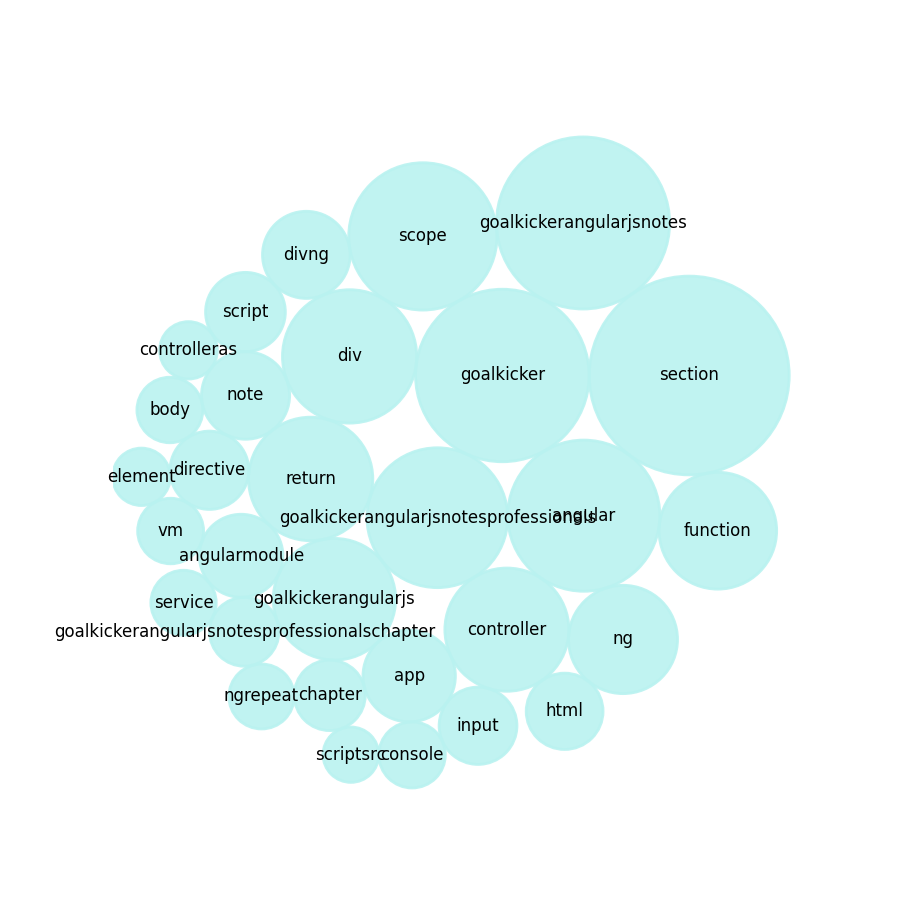 goalkickerangularjsnotes
scope
divng
script
controlleras
div
goalkicker
section
note
body
directive
element
return
goalkickerangularjsnotesprofessionals
angular
function
vm
angularmodule
service
goalkickerangularjs
goalkickerangularjsnotesprofessionalschapter
controller
ng
app
ngrepeat
chapter
html
input
scriptsrc
console